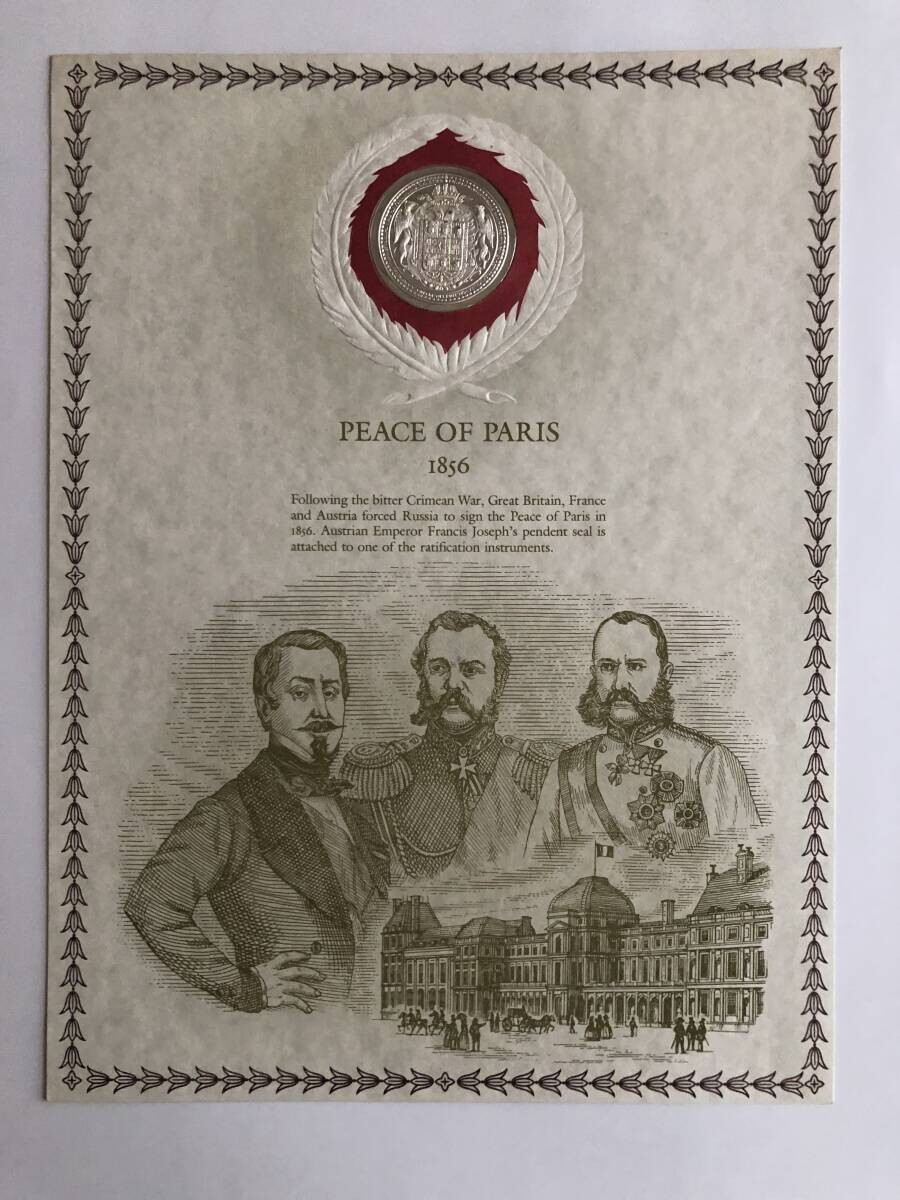 PEACE OF PARIS
1856
Following the bitter Crimean War, Great Britain, France
and Austria forced Russia to sign the Peace of Paris in
1856. Austrian Emperor Francis Joseph's pendent seal is
attached to one of the ratification instruments.